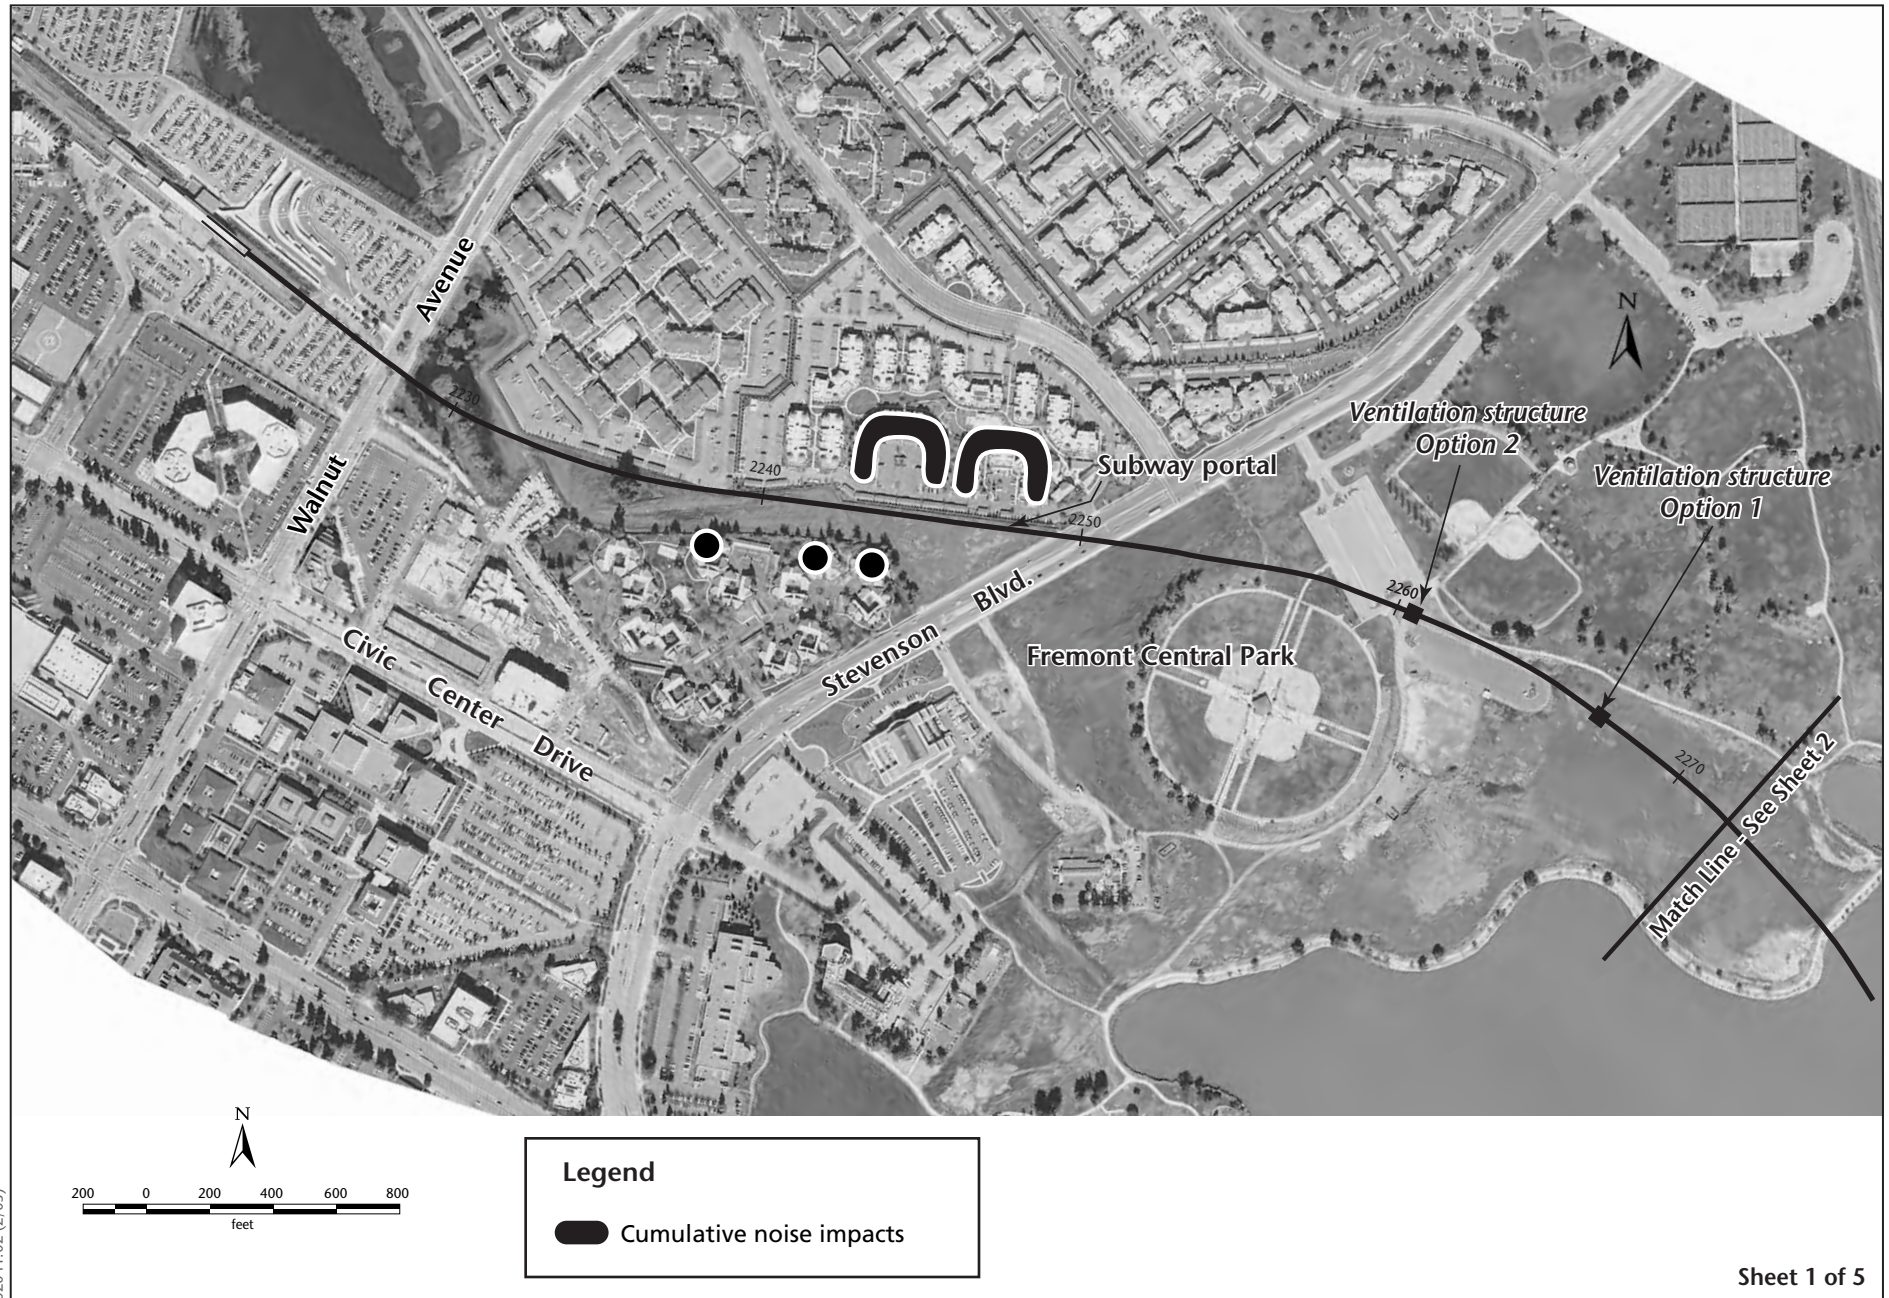 N
Avenue
Walnut
2230
2240
2250
2260
2270
Ventilation structure
Option 2
Ventilation structure
Option 1
Subway portal
Stevenson Blvd.
Fremont Central Park
Civic Center Drive
Match Line - See Sheet 2
N
200 0 200 400 600 800
feet
Legend
Cumulative noise impacts
Sheet 1 of 5